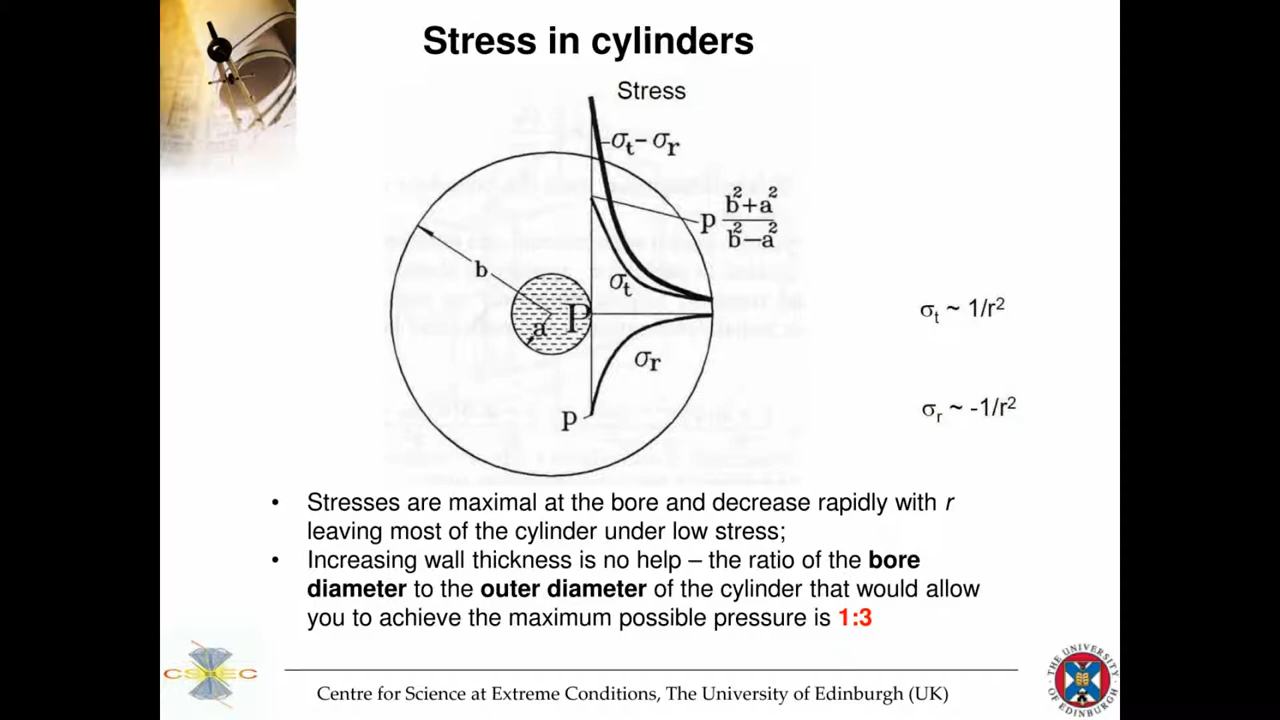 Stress in cylinders
Stress
σt – σr
p (b²+a²)/(b²–a²)
b
σt
P
a
σr
p
σt ~ 1/r²
σr ~ -1/r²
• Stresses are maximal at the bore and decrease rapidly with r
leaving most of the cylinder under low stress;
• Increasing wall thickness is no help – the ratio of the bore
diameter to the outer diameter of the cylinder that would allow
you to achieve the maximum possible pressure is 1:3
CSEC
Centre for Science at Extreme Conditions, The University of Edinburgh (UK)
THE UNIVERSITY OF EDINBURGH